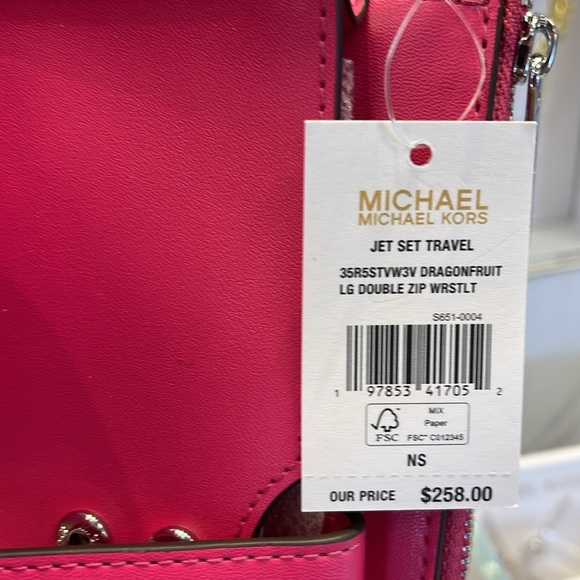 MICHAEL
MICHAEL KORS
JET SET TRAVEL
35R5STVW3V DRAGONFRUIT
LG DOUBLE ZIP WRSTLT
S651-0004
1 97853 41705 2
FSC
MIX
Paper
FSC™ C012345
NS
OUR PRICE $258.00